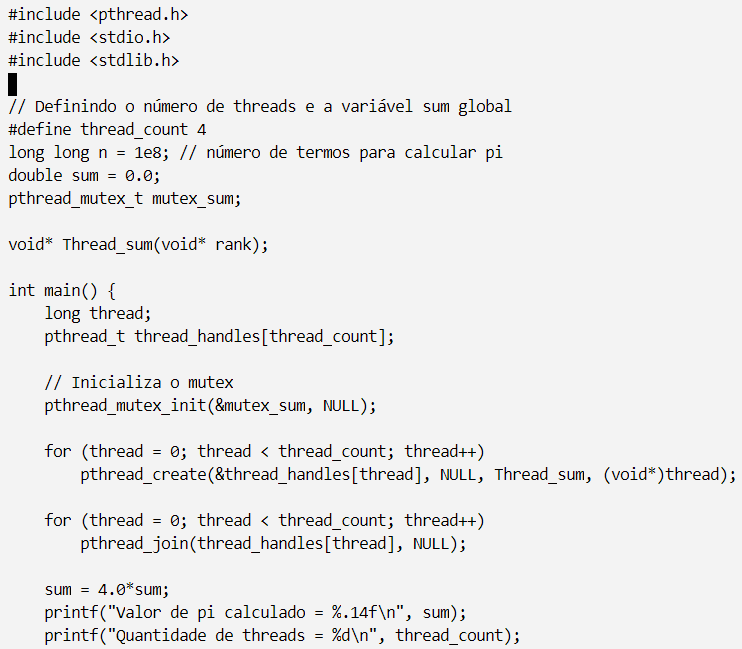 #include <pthread.h>
#include <stdio.h>
#include <stdlib.h>
// Definindo o número de threads e a variável sum global
#define thread_count 4
long long n = 1e8; // número de termos para calcular pi
double sum = 0.0;
pthread_mutex_t mutex_sum;
void* Thread_sum(void* rank);
int main() {
    long thread;
    pthread_t thread_handles[thread_count];
    // Inicializa o mutex
    pthread_mutex_init(&mutex_sum, NULL);
    for (thread = 0; thread < thread_count; thread++)
        pthread_create(&thread_handles[thread], NULL, Thread_sum, (void*)thread);
    for (thread = 0; thread < thread_count; thread++)
        pthread_join(thread_handles[thread], NULL);
    sum = 4.0*sum;
    printf("Valor de pi calculado = %.14f\n", sum);
    printf("Quantidade de threads = %d\n", thread_count);